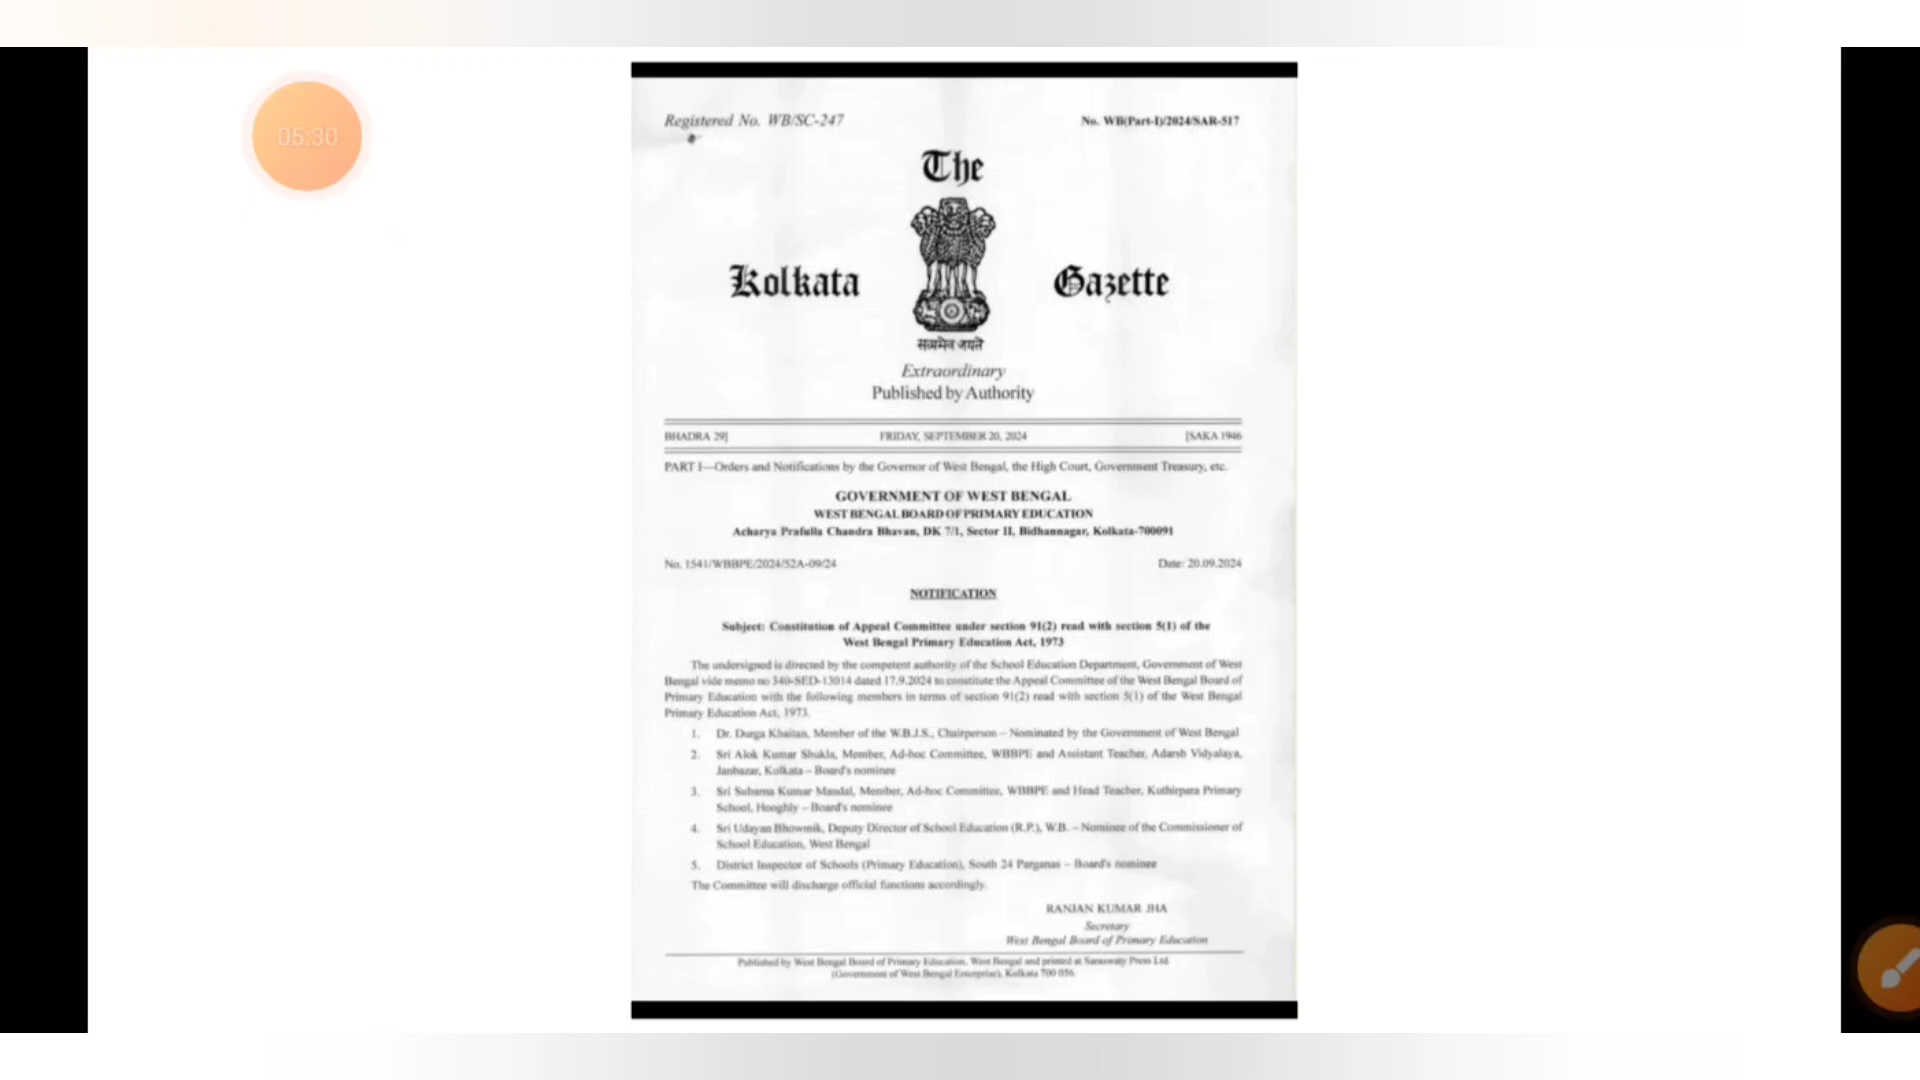 05:30
Registered No. WB/SC-247
No. WB(Part-I)/2024/SAR-517
The
Kolkata
Gazette
सत्यमेव जयते
Extraordinary
Published by Authority
BHADRA 29]
FRIDAY, SEPTEMBER 20, 2024
[SAKA 1946
PART I—Orders and Notifications by the Governor of West Bengal, the High Court, Government Treasury, etc.
GOVERNMENT OF WEST BENGAL
WEST BENGAL BOARD OF PRIMARY EDUCATION
Acharya Prafulla Chandra Bhavan, DK 7/1, Sector II, Bidhannagar, Kolkata-700091
No. 1541/WBBPE/2024/52A-09/24
Date: 20.09.2024
NOTIFICATION
Subject: Constitution of Appeal Committee under section 91(2) read with section 5(1) of the
West Bengal Primary Education Act, 1973
The undersigned is directed by the competent authority of the School Education Department, Government of West
Bengal vide memo no 340-SED-13014 dated 17.9.2024 to constitute the Appeal Committee of the West Bengal Board of
Primary Education with the following members in terms of section 91(2) read with section 5(1) of the West Bengal
Primary Education Act, 1973.
1. Dr. Durga Khaitan, Member of the W.B.J.S., Chairperson – Nominated by the Government of West Bengal
2. Sri Alok Kumar Shukla, Member, Ad-hoc Committee, WBBPE and Assistant Teacher, Adarsh Vidyalaya,
Janbazar, Kolkata – Board's nominee
3. Sri Subarna Kumar Mandal, Member, Ad-hoc Committee, WBBPE and Head Teacher, Kuthirpara Primary
School, Hooghly – Board's nominee
4. Sri Udayan Bhowmik, Deputy Director of School Education (R.P.), W.B. – Nominee of the Commissioner of
School Education, West Bengal
5. District Inspector of Schools (Primary Education), South 24 Parganas – Board's nominee
The Committee will discharge official functions accordingly.
RANJAN KUMAR JHA
Secretary
West Bengal Board of Primary Education
Published by West Bengal Board of Primary Education, West Bengal and printed at Saraswaty Press Ltd.
(Government of West Bengal Enterprise), Kolkata 700 056.